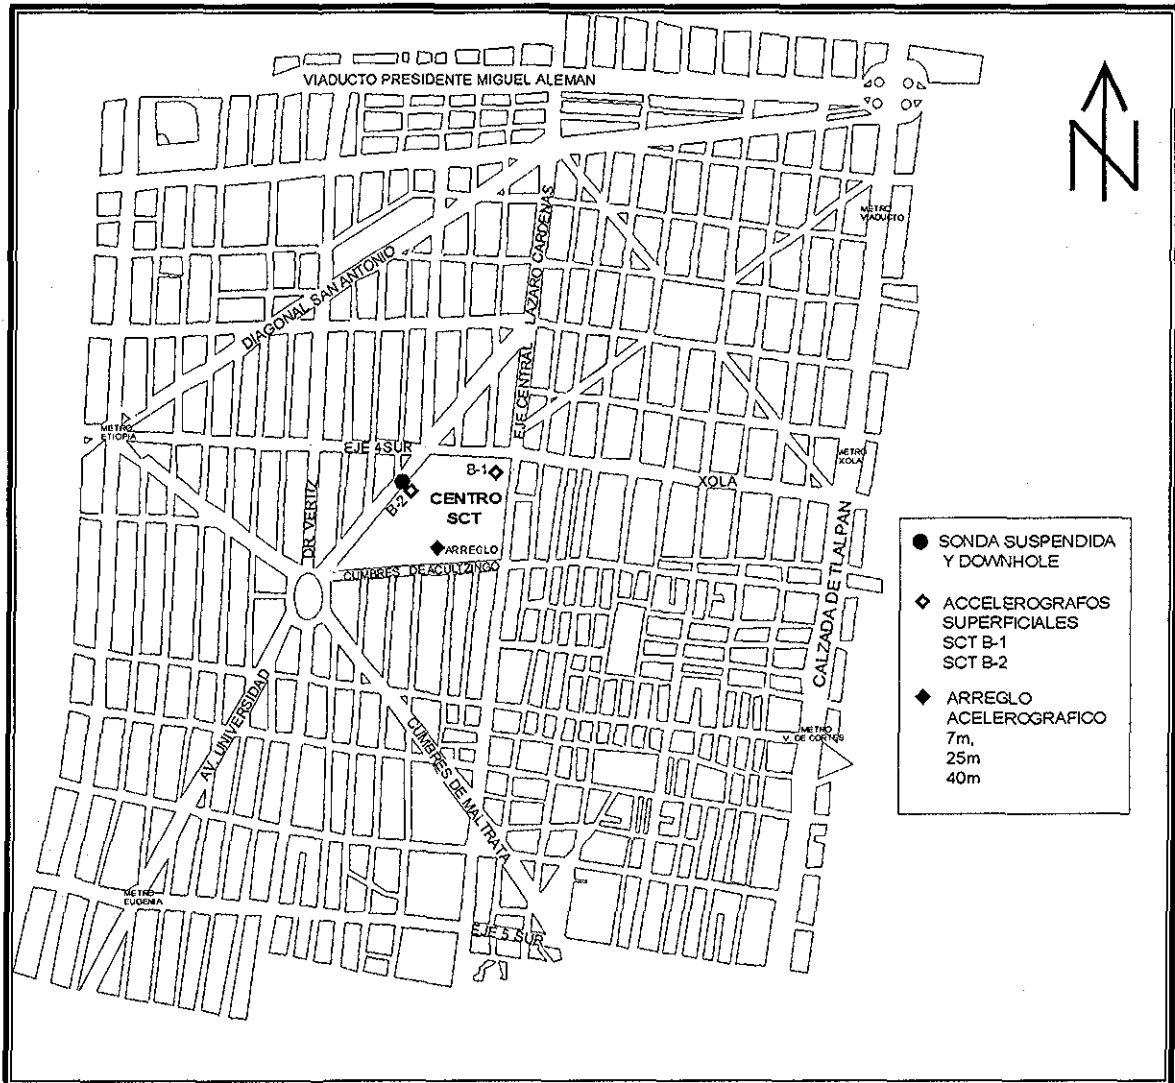 VIADUCTO PRESIDENTE MIGUEL ALEMAN
N
METRO
VIADUCTO
LAZARO CARDENAS
DIAGONAL SAN ANTONIO
EJE CENTRAL
METRO
ETIOPIA
EJE 4 SUR
METRO
XOLA
B-1
XOLA
B-2
CENTRO
SCT
DR. VERTIZ
ARREGLO
CUMBRES DE ACULTZINGO
CALZADA DE TLALPAN
AV. UNIVERSIDAD
CUMBRES DE MALTRATA
METRO
V. DE CORTES
METRO
EUGENIA
EJE 5 SUR
SONDA SUSPENDIDA
Y DOWNHOLE
ACCELEROGRAFOS
SUPERFICIALES
SCT B-1
SCT B-2
ARREGLO
ACELEROGRAFICO
7m,
25m
40m